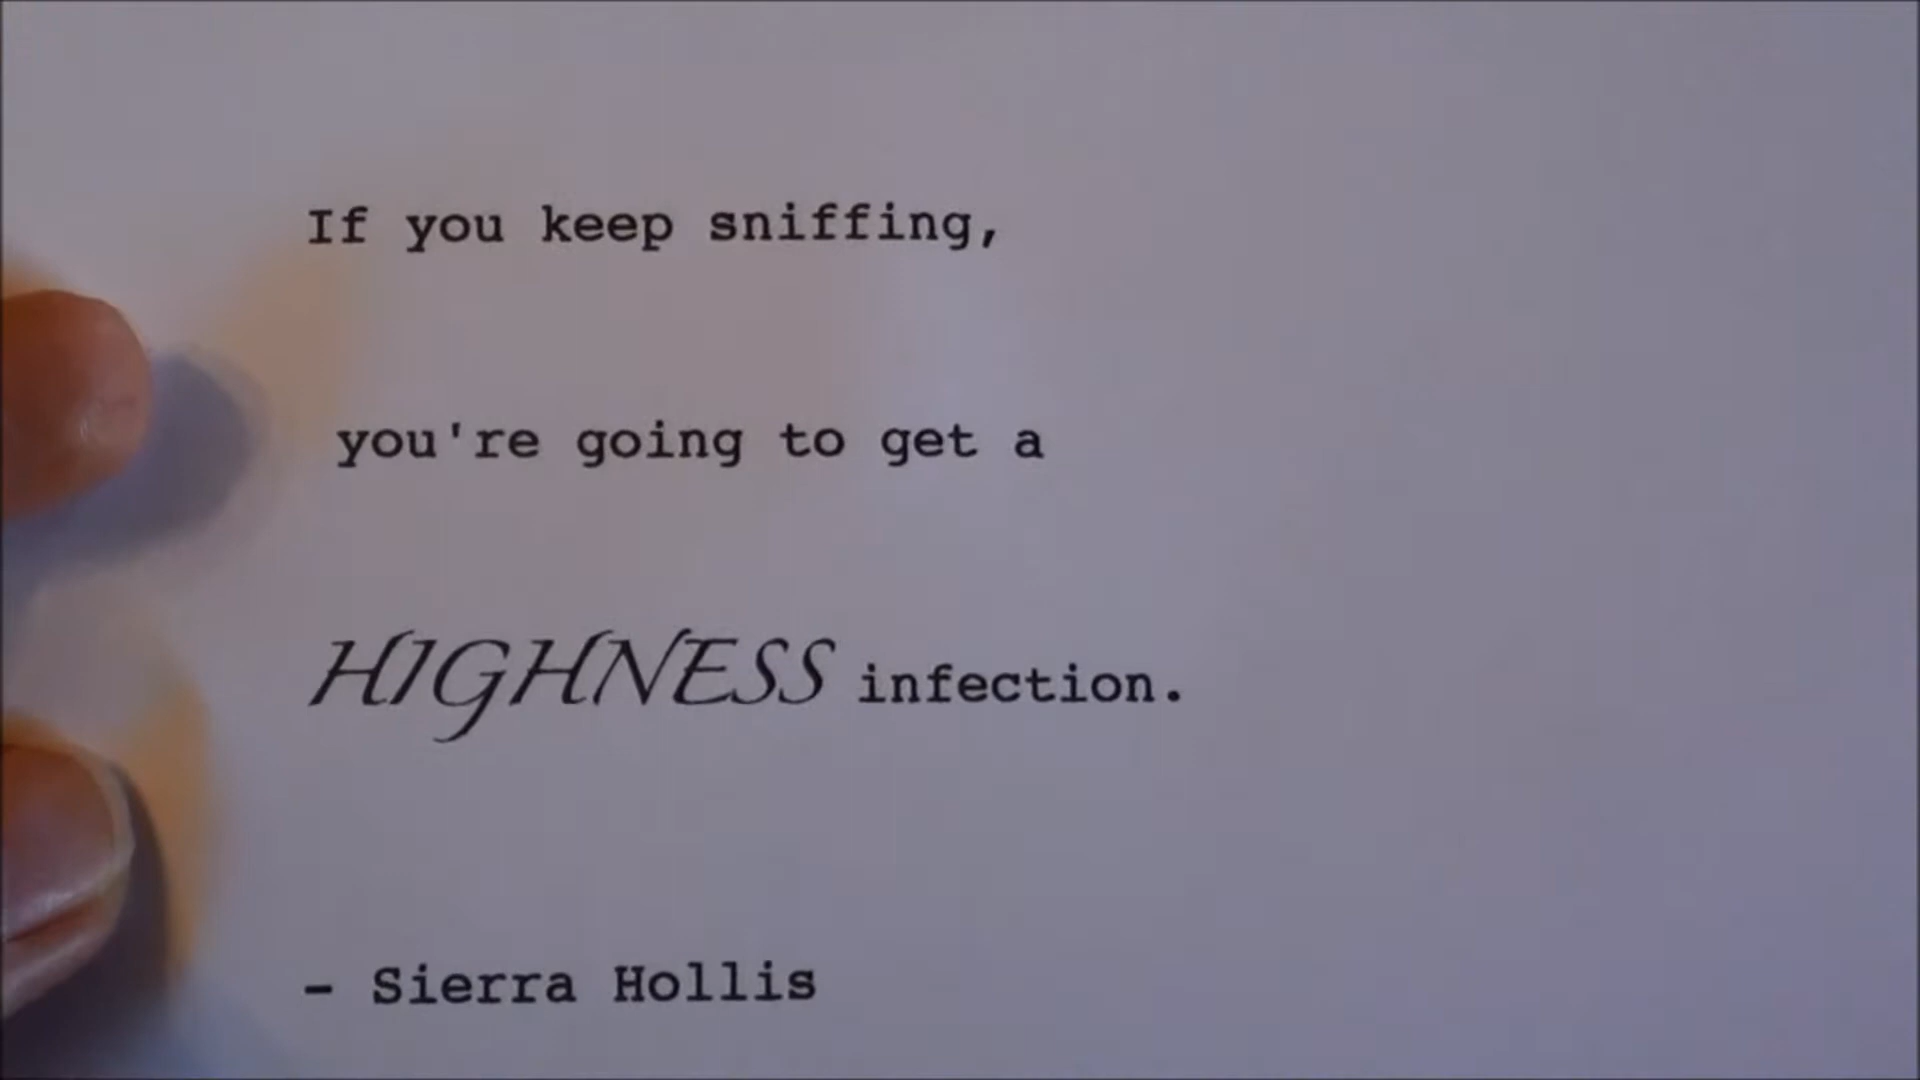 If you keep sniffing,
you're going to get a
HIGHNESS infection.
- Sierra Hollis